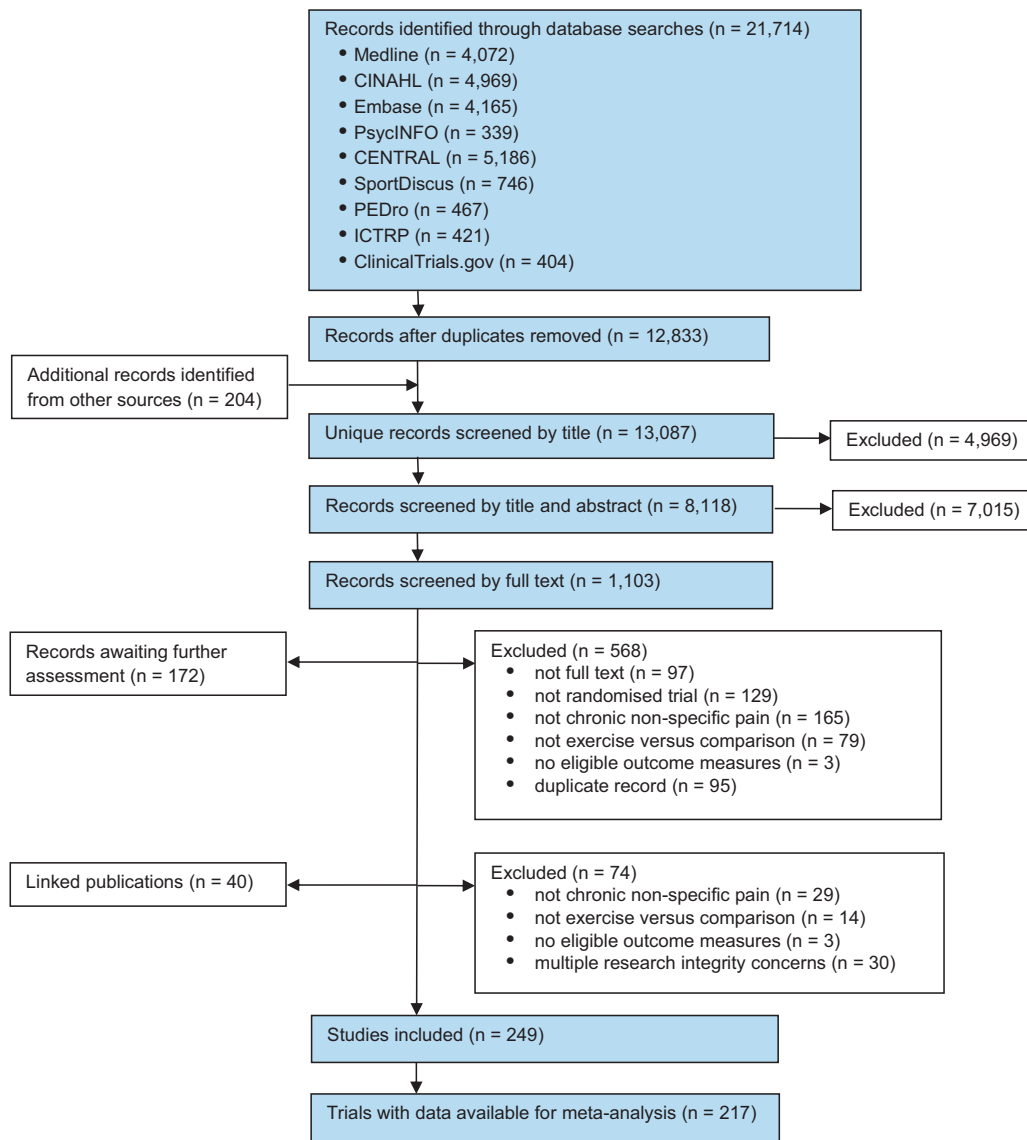 Records identified through database searches (n = 21,714)
• Medline (n = 4,072)
• CINAHL (n = 4,969)
• Embase (n = 4,165)
• PsycINFO (n = 339)
• CENTRAL (n = 5,186)
• SportDiscus (n = 746)
• PEDro (n = 467)
• ICTRP (n = 421)
• ClinicalTrials.gov (n = 404)
Records after duplicates removed (n = 12,833)
Additional records identified
from other sources (n = 204)
Unique records screened by title (n = 13,087)
Excluded (n = 4,969)
Records screened by title and abstract (n = 8,118)
Excluded (n = 7,015)
Records screened by full text (n = 1,103)
Records awaiting further
assessment (n = 172)
Excluded (n = 568)
• not full text (n = 97)
• not randomised trial (n = 129)
• not chronic non-specific pain (n = 165)
• not exercise versus comparison (n = 79)
• no eligible outcome measures (n = 3)
• duplicate record (n = 95)
Linked publications (n = 40)
Excluded (n = 74)
• not chronic non-specific pain (n = 29)
• not exercise versus comparison (n = 14)
• no eligible outcome measures (n = 3)
• multiple research integrity concerns (n = 30)
Studies included (n = 249)
Trials with data available for meta-analysis (n = 217)